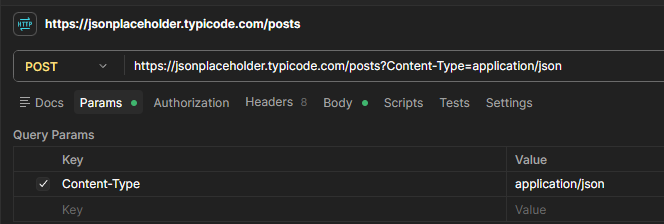 HTTP https://jsonplaceholder.typicode.com/posts
POST https://jsonplaceholder.typicode.com/posts?Content-Type=application/json
Docs Params Authorization Headers 8 Body Scripts Tests Settings
Query Params
Key Value
Content-Type application/json
Key Value